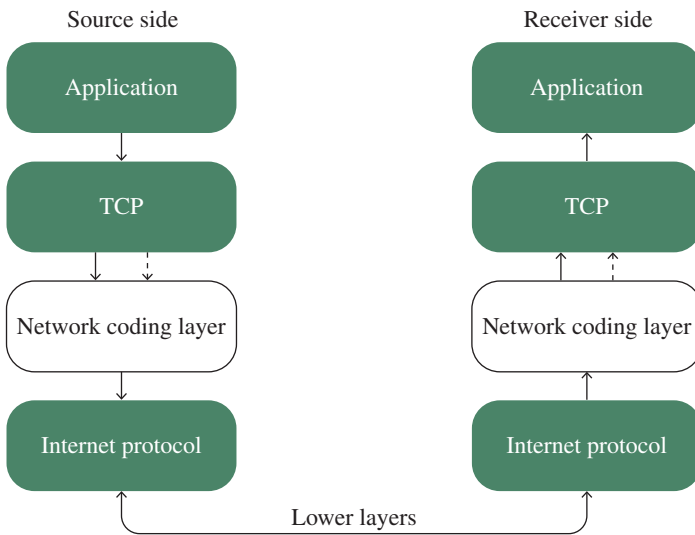 Source side
Receiver side
Application
Application
TCP
TCP
Network coding layer
Network coding layer
Internet protocol
Internet protocol
Lower layers